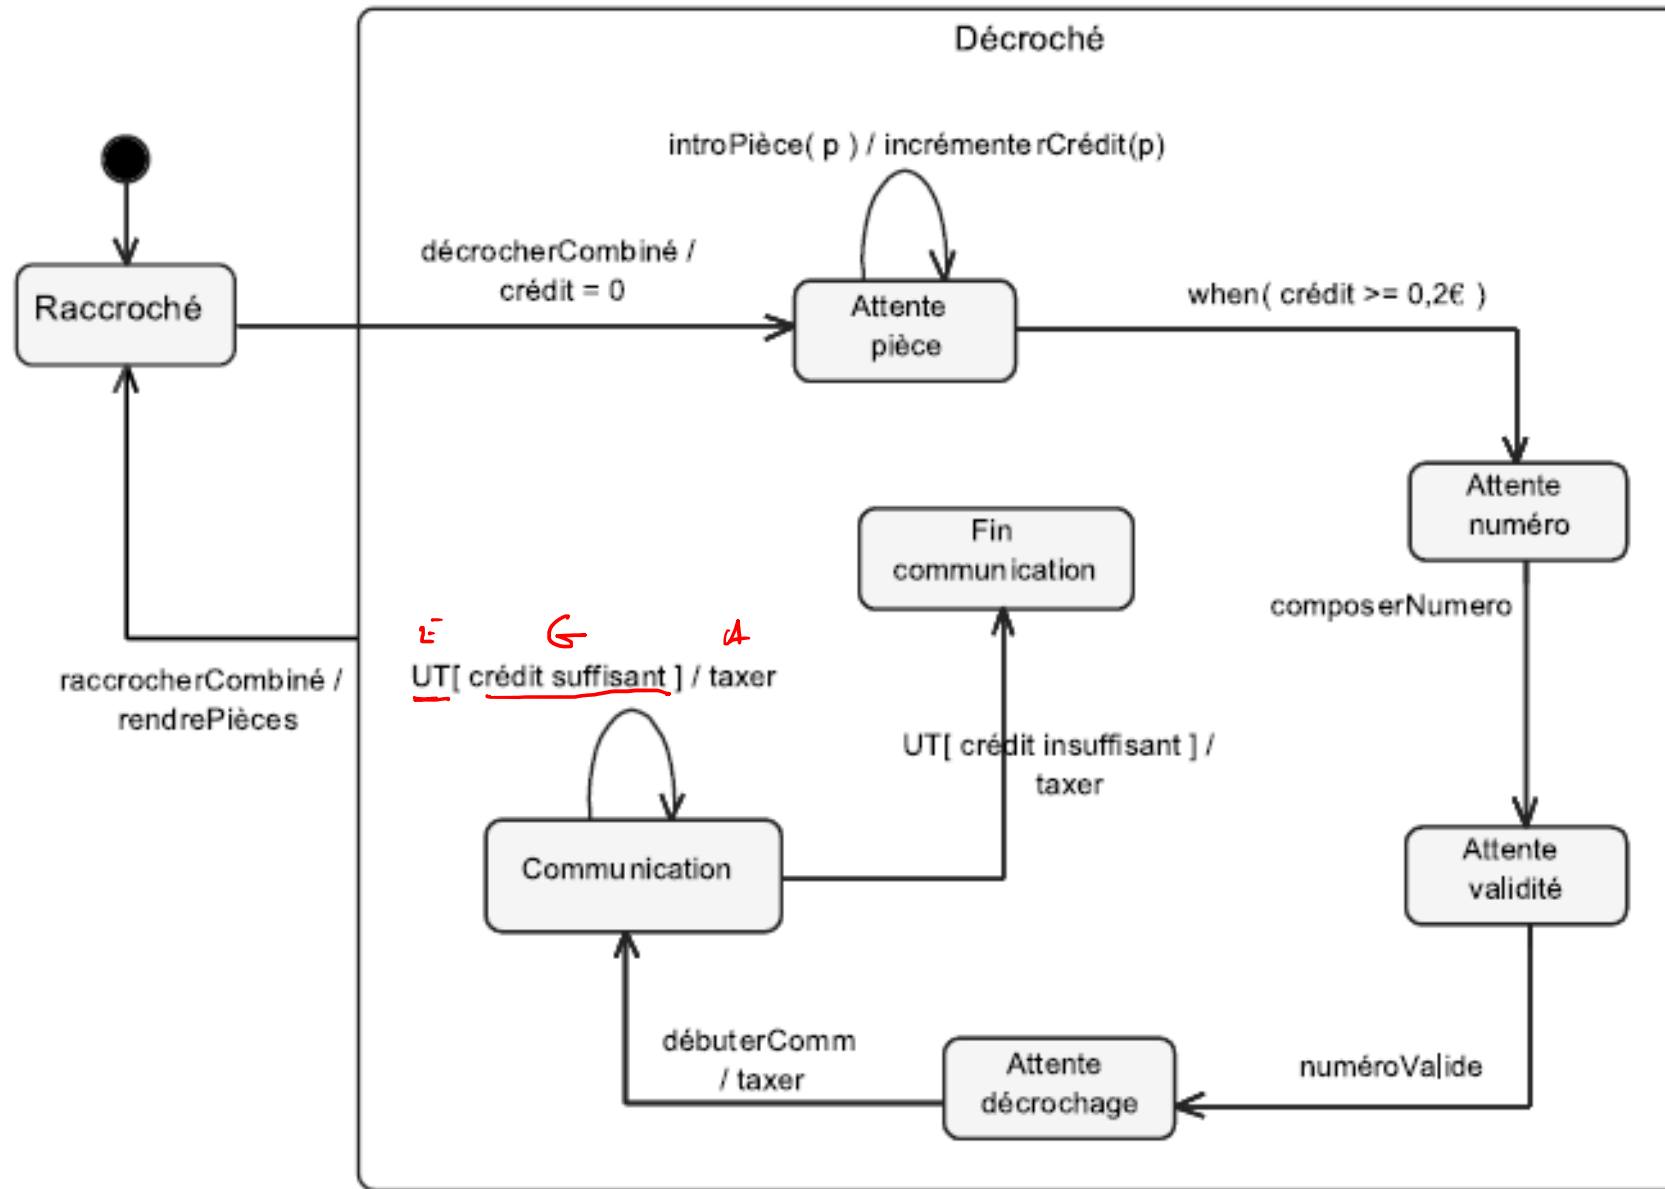 Décroché
introPièce( p ) / incrémenterCrédit(p)
décrocherCombiné /
crédit = 0
Raccroché
Attente
pièce
when( crédit >= 0,2€ )
Attente
numéro
Fin
communication
composerNumero
E G A
UT[ crédit suffisant ] / taxer
raccrocherCombiné /
rendrePièces
UT[ crédit insuffisant ] /
taxer
Communication
Attente
validité
débuterComm
/ taxer
Attente
décrochage
numéroValide